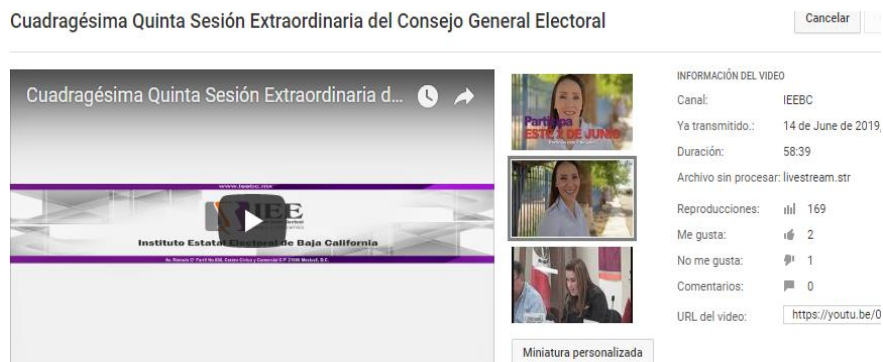 Cuadragésima Quinta Sesión Extraordinaria del Consejo General Electoral
Cancelar
Cuadragésima Quinta Sesión Extraordinaria d...
www.ieebc.mx
IEE
Instituto Estatal Electoral de Baja California
Participa
ESTE 2 DE JUNIO
Miniatura personalizada
INFORMACIÓN DEL VIDEO
Canal: IEEBC
Ya transmitido.: 14 de June de 2019,
Duración: 58:39
Archivo sin procesar: livestream.str
Reproducciones: 169
Me gusta: 2
No me gusta: 1
Comentarios: 0
URL del video: https://youtu.be/0